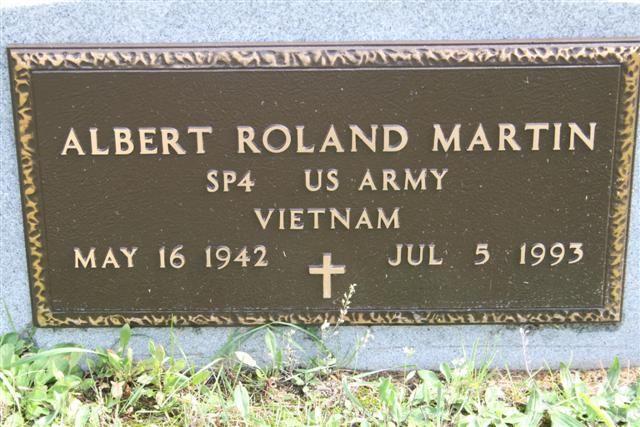 ALBERT ROLAND MARTIN
SP4 US ARMY
VIETNAM
MAY 16 1942 JUL 5 1993